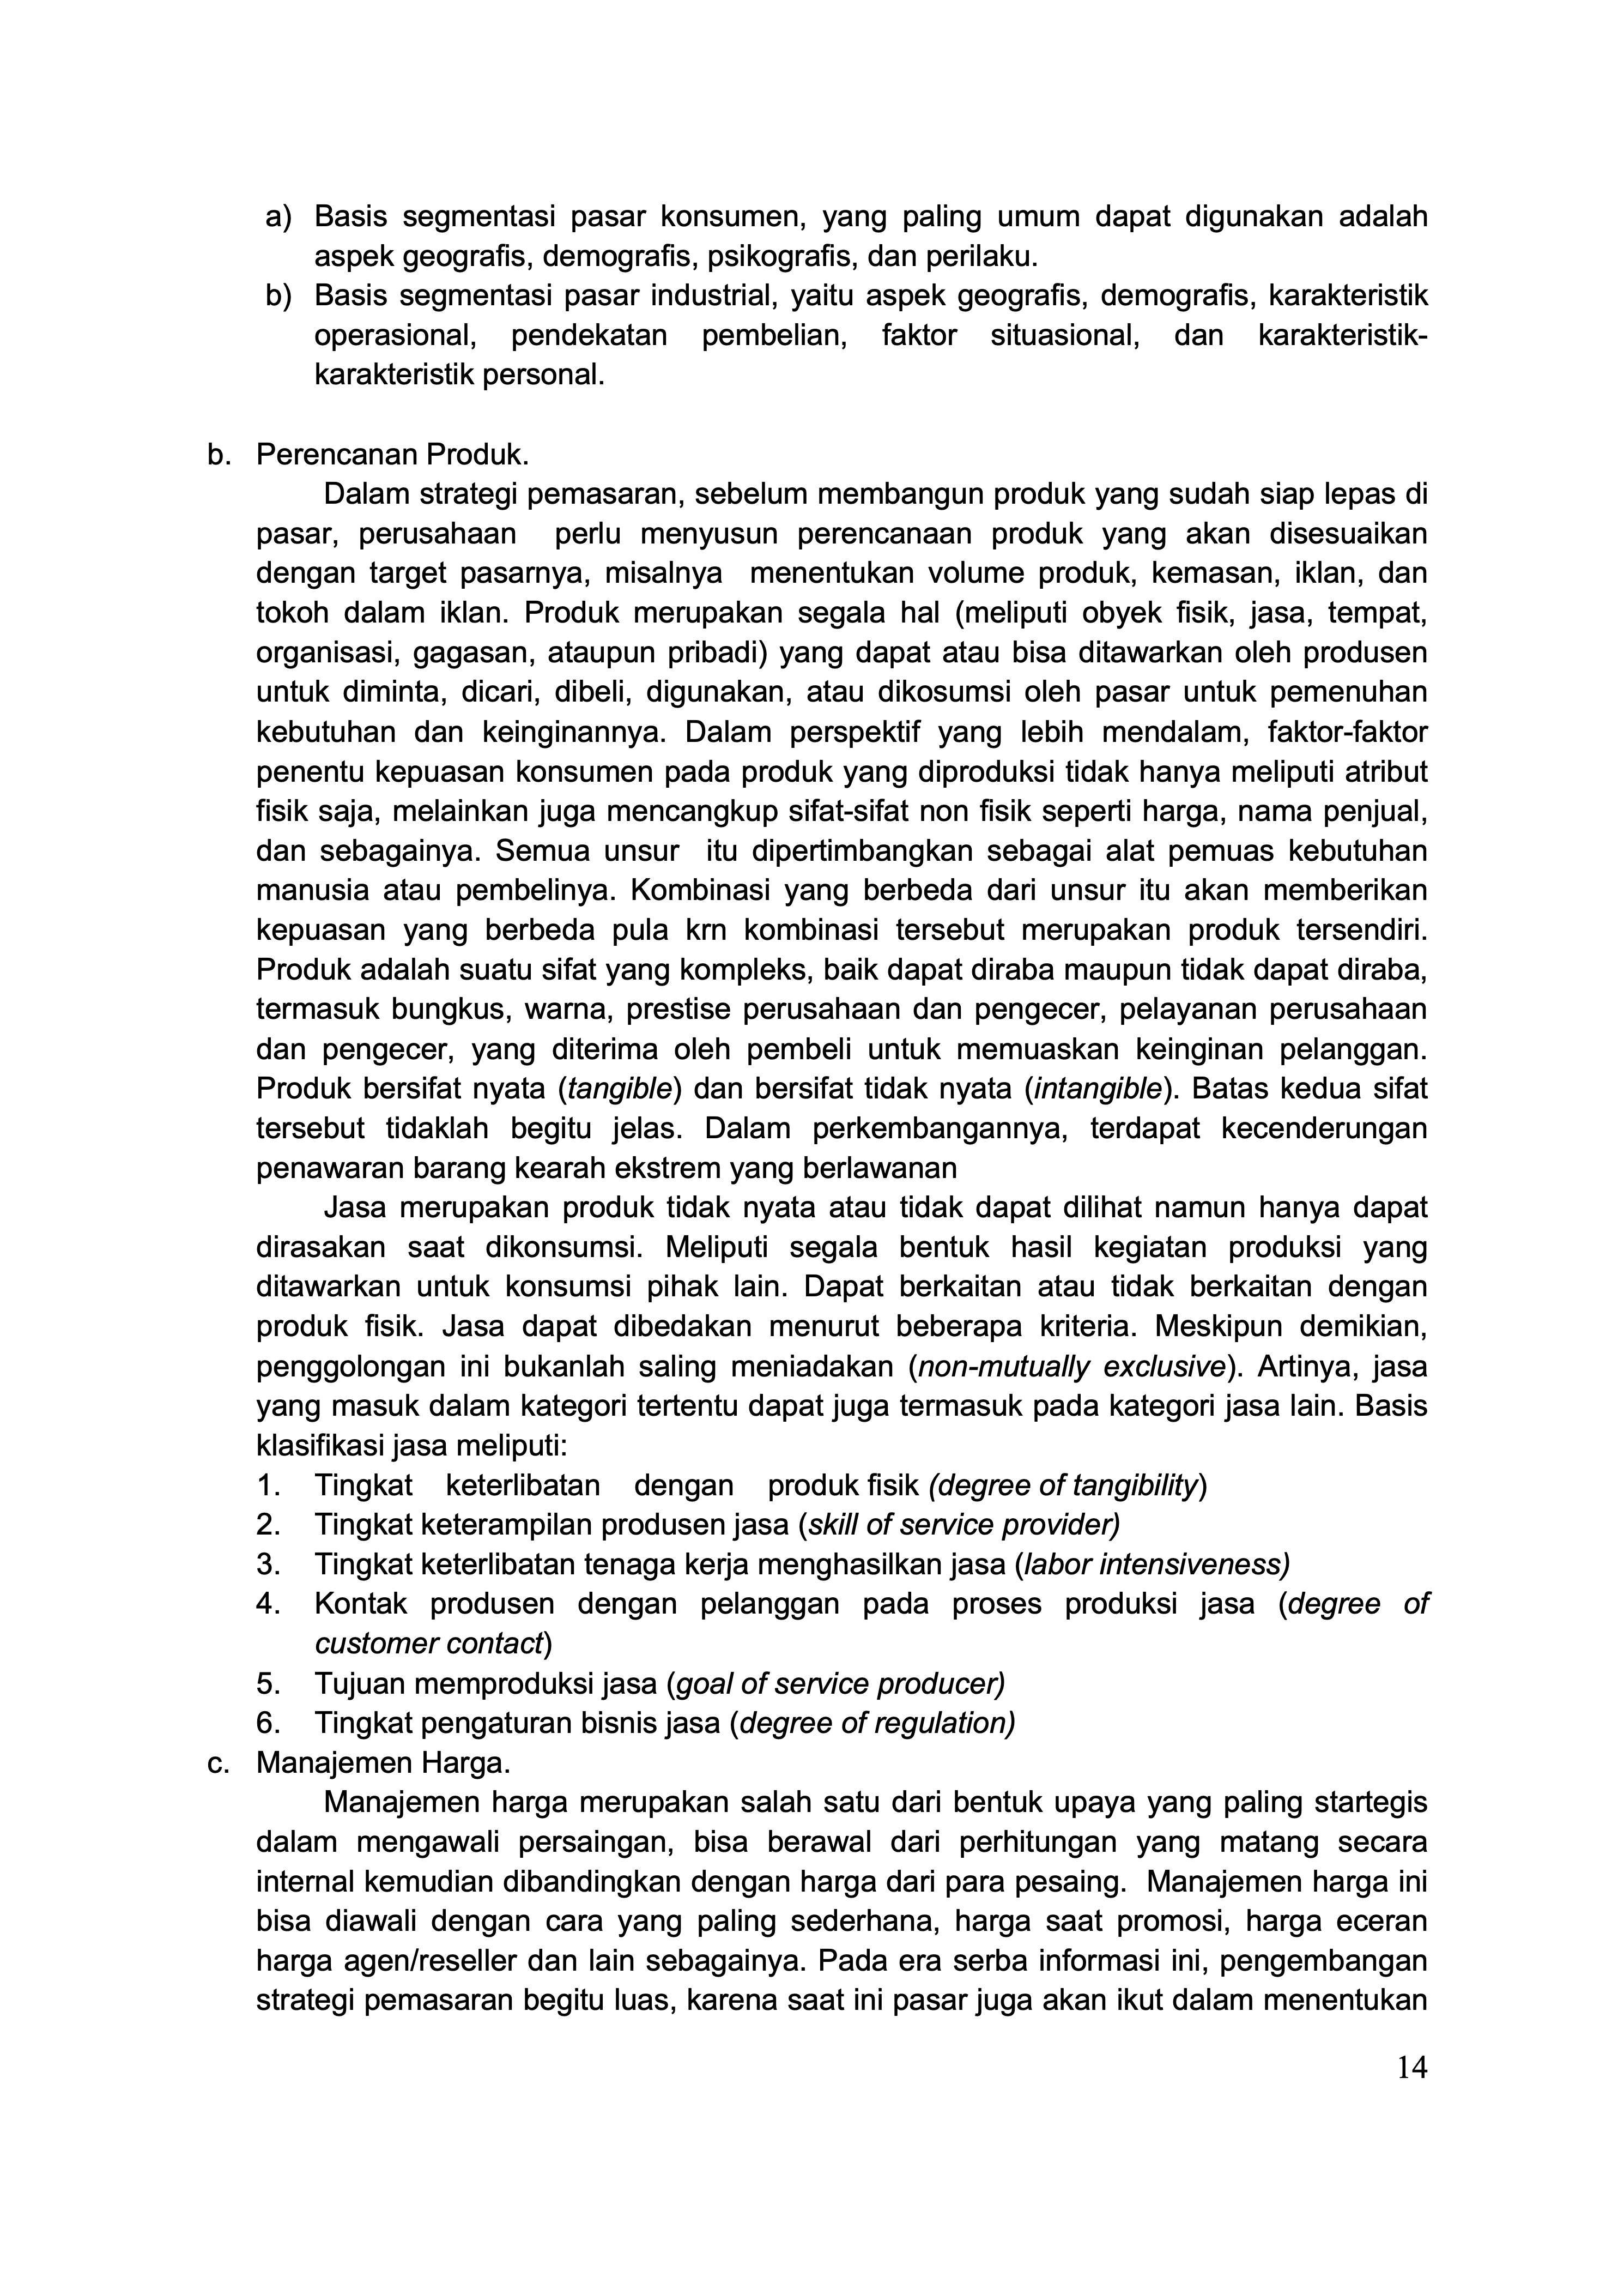 a) Basis segmentasi pasar konsumen, yang paling umum dapat digunakan adalah
aspek geografis, demografis, psikografis, dan perilaku.
b) Basis segmentasi pasar industrial, yaitu aspek geografis, demografis, karakteristik
operasional, pendekatan pembelian, faktor situasional, dan karakteristik-
karakteristik personal.
b. Perencanan Produk.
Dalam strategi pemasaran, sebelum membangun produk yang sudah siap lepas di
pasar, perusahaan perlu menyusun perencanaan produk yang akan disesuaikan
dengan target pasarnya, misalnya menentukan volume produk, kemasan, iklan, dan
tokoh dalam iklan. Produk merupakan segala hal (meliputi obyek fisik, jasa, tempat,
organisasi, gagasan, ataupun pribadi) yang dapat atau bisa ditawarkan oleh produsen
untuk diminta, dicari, dibeli, digunakan, atau dikosumsi oleh pasar untuk pemenuhan
kebutuhan dan keinginannya. Dalam perspektif yang lebih mendalam, faktor-faktor
penentu kepuasan konsumen pada produk yang diproduksi tidak hanya meliputi atribut
fisik saja, melainkan juga mencangkup sifat-sifat non fisik seperti harga, nama penjual,
dan sebagainya. Semua unsur itu dipertimbangkan sebagai alat pemuas kebutuhan
manusia atau pembelinya. Kombinasi yang berbeda dari unsur itu akan memberikan
kepuasan yang berbeda pula krn kombinasi tersebut merupakan produk tersendiri.
Produk adalah suatu sifat yang kompleks, baik dapat diraba maupun tidak dapat diraba,
termasuk bungkus, warna, prestise perusahaan dan pengecer, pelayanan perusahaan
dan pengecer, yang diterima oleh pembeli untuk memuaskan keinginan pelanggan.
Produk bersifat nyata (tangible) dan bersifat tidak nyata (intangible). Batas kedua sifat
tersebut tidaklah begitu jelas. Dalam perkembangannya, terdapat kecenderungan
penawaran barang kearah ekstrem yang berlawanan
Jasa merupakan produk tidak nyata atau tidak dapat dilihat namun hanya dapat
dirasakan saat dikonsumsi. Meliputi segala bentuk hasil kegiatan produksi yang
ditawarkan untuk konsumsi pihak lain. Dapat berkaitan atau tidak berkaitan dengan
produk fisik. Jasa dapat dibedakan menurut beberapa kriteria. Meskipun demikian,
penggolongan ini bukanlah saling meniadakan (non-mutually exclusive). Artinya, jasa
yang masuk dalam kategori tertentu dapat juga termasuk pada kategori jasa lain. Basis
klasifikasi jasa meliputi:
1. Tingkat keterlibatan dengan produk fisik (degree of tangibility)
2. Tingkat keterampilan produsen jasa (skill of service provider)
3. Tingkat keterlibatan tenaga kerja menghasilkan jasa (labor intensiveness)
4. Kontak produsen dengan pelanggan pada proses produksi jasa (degree of
customer contact)
5. Tujuan memproduksi jasa (goal of service producer)
6. Tingkat pengaturan bisnis jasa (degree of regulation)
c. Manajemen Harga.
Manajemen harga merupakan salah satu dari bentuk upaya yang paling startegis
dalam mengawali persaingan, bisa berawal dari perhitungan yang matang secara
internal kemudian dibandingkan dengan harga dari para pesaing. Manajemen harga ini
bisa diawali dengan cara yang paling sederhana, harga saat promosi, harga eceran
harga agen/reseller dan lain sebagainya. Pada era serba informasi ini, pengembangan
strategi pemasaran begitu luas, karena saat ini pasar juga akan ikut dalam menentukan
14